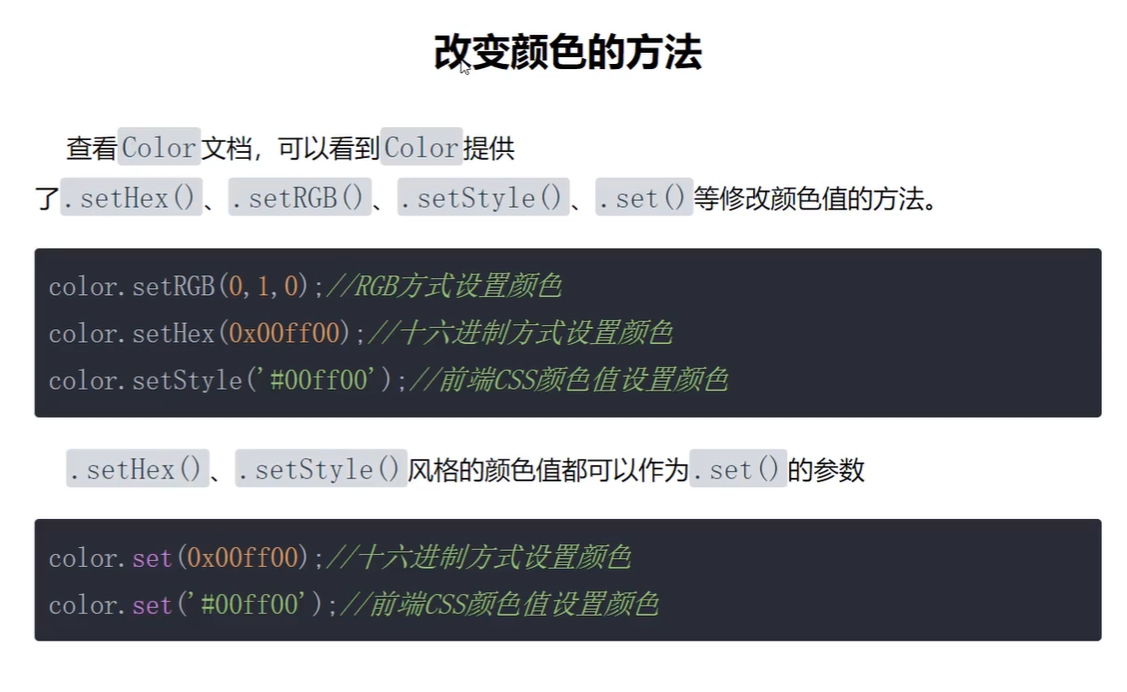 改变颜色的方法
查看Color文档，可以看到Color提供
了.setHex()、.setRGB()、.setStyle()、.set()等修改颜色值的方法。
color.setRGB(0,1,0);//RGB方式设置颜色
color.setHex(0x00ff00);//十六进制方式设置颜色
color.setStyle('#00ff00');//前端CSS颜色值设置颜色
.setHex()、.setStyle()风格的颜色值都可以作为.set()的参数
color.set(0x00ff00);//十六进制方式设置颜色
color.set('#00ff00');//前端CSS颜色值设置颜色